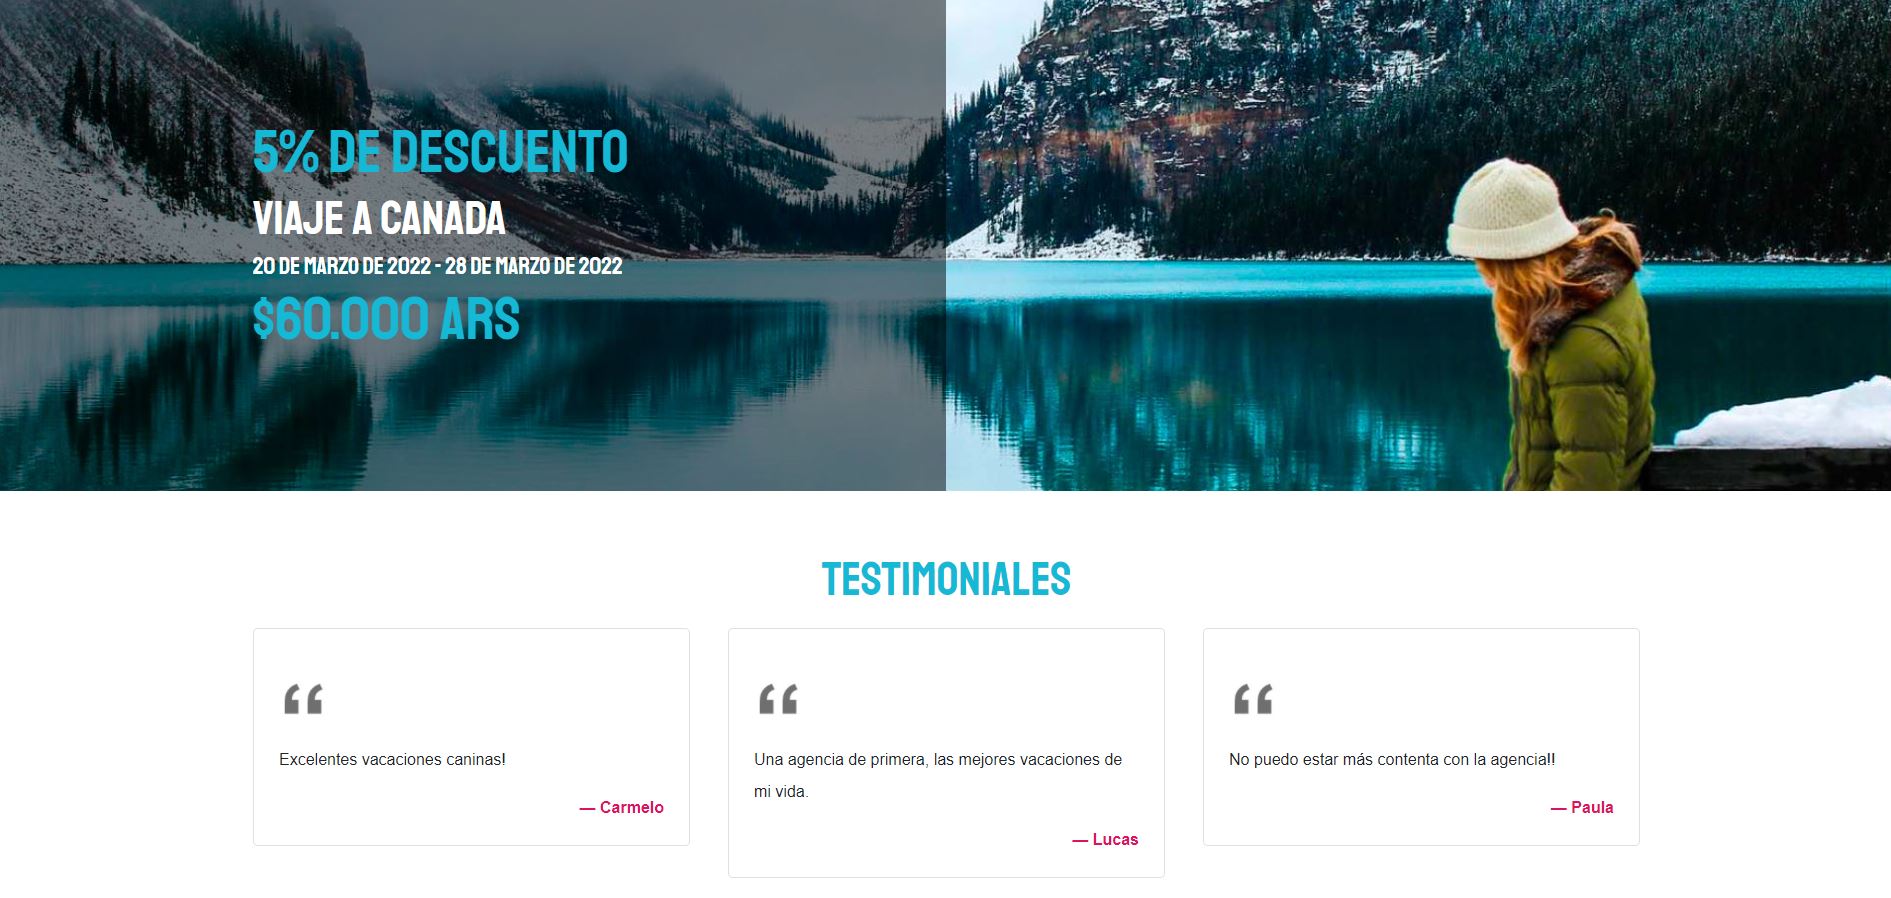 5% DE DESCUENTO
VIAJE A CANADA
20 DE MARZO DE 2022 - 28 DE MARZO DE 2022
$60.000 ARS
TESTIMONIALES
“
Excelentes vacaciones caninas!
— Carmelo
“
Una agencia de primera, las mejores vacaciones de
mi vida.
— Lucas
“
No puedo estar más contenta con la agencia!!
— Paula